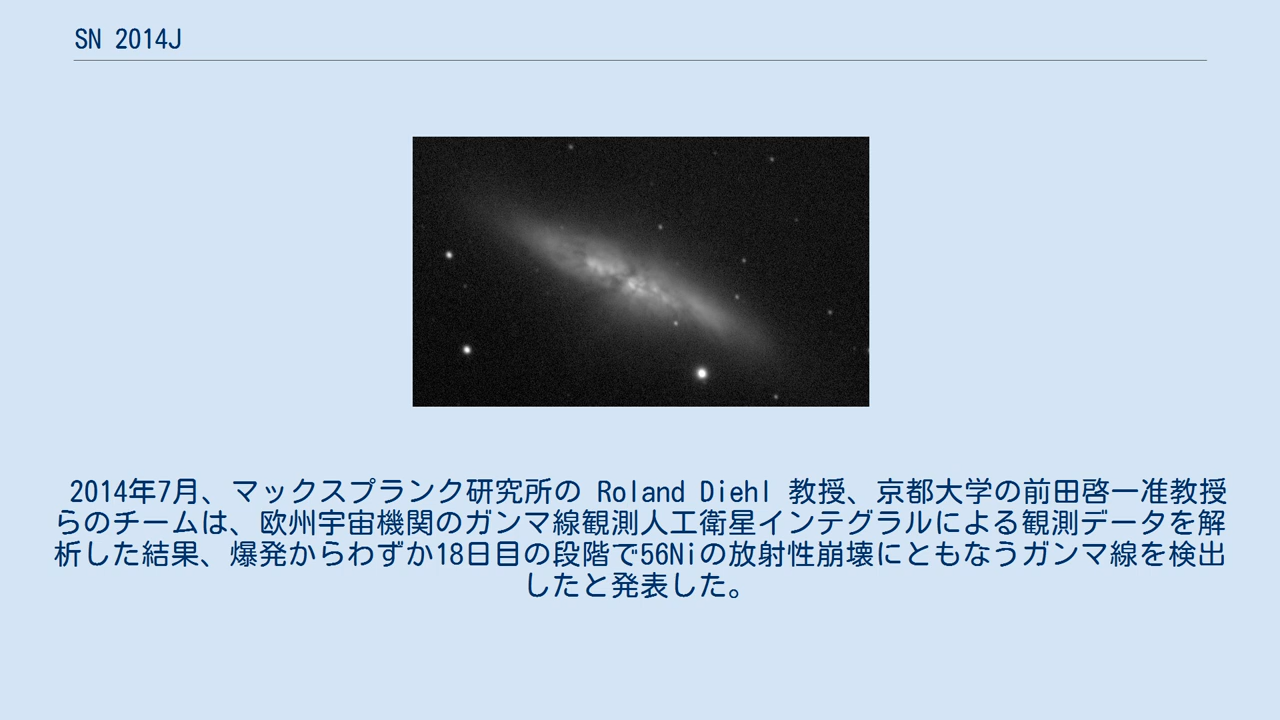 SN 2014J
2014年7月、マックスプランク研究所の Roland Diehl 教授、京都大学の前田啓一准教授
らのチームは、欧州宇宙機関のガンマ線観測人工衛星インテグラルによる観測データを解
析した結果、爆発からわずか18日目の段階で56Niの放射性崩壊にともなうガンマ線を検出
したと発表した。